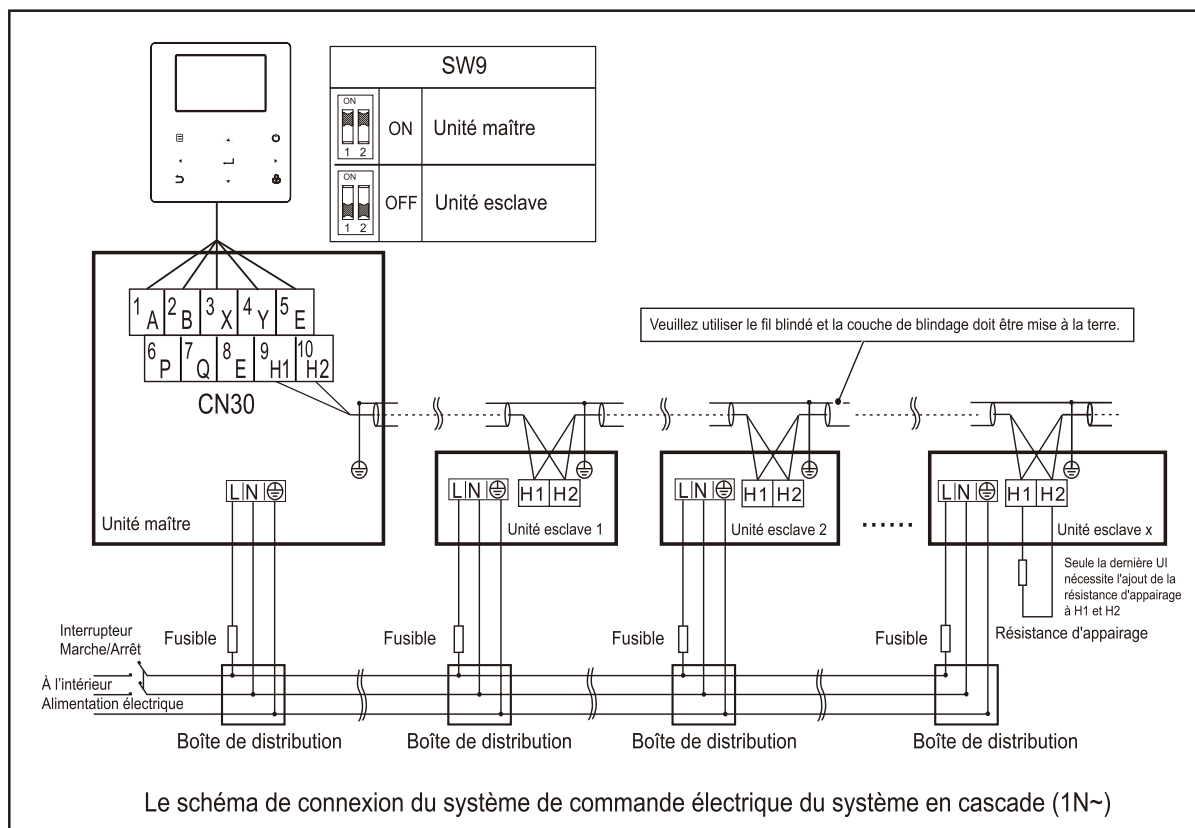 SW9
ON
1 2
ON
Unité maître
ON
1 2
OFF
Unité esclave
1 A
2 B
3 X
4 Y
5 E
6 P
7 Q
8 E
9 H1
10 H2
CN30
Veuillez utiliser le fil blindé et la couche de blindage doit être mise à la terre.
L N
Unité maître
L N
H1 H2
Unité esclave 1
L N
H1 H2
Unité esclave 2
......
L N
H1 H2
Unité esclave x
Seule la dernière UI
nécessite l'ajout de la
résistance d'appairage
à H1 et H2
Résistance d'appairage
Interrupteur
Marche/Arrêt
Fusible
Fusible
Fusible
Fusible
À l'intérieur
Alimentation électrique
Boîte de distribution
Boîte de distribution
Boîte de distribution
Boîte de distribution
Le schéma de connexion du système de commande électrique du système en cascade (1N~)